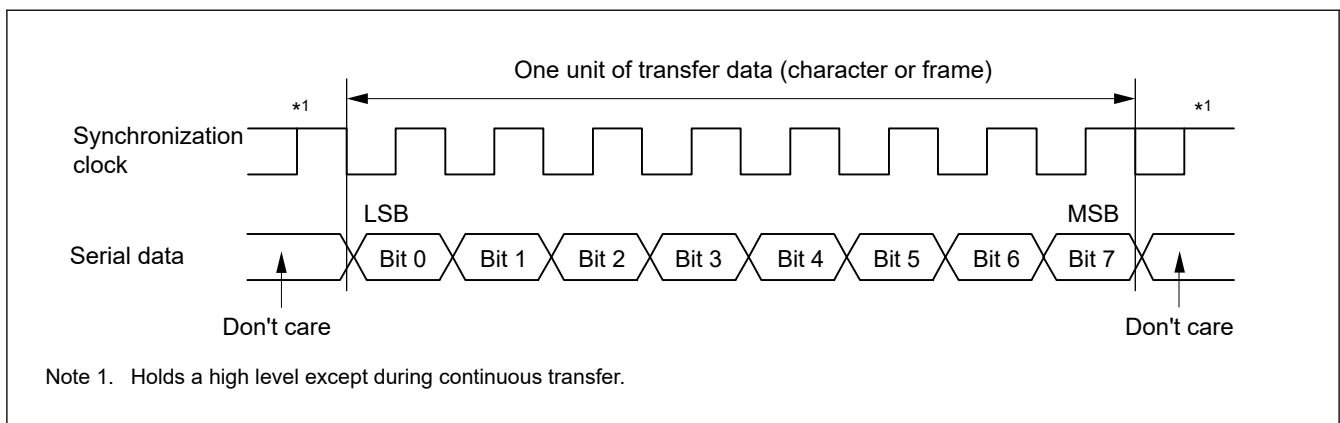 One unit of transfer data (character or frame)
*1
*1
Synchronization
clock
LSB
MSB
Serial data
Bit 0
Bit 1
Bit 2
Bit 3
Bit 4
Bit 5
Bit 6
Bit 7
Don't care
Don't care
Note 1. Holds a high level except during continuous transfer.